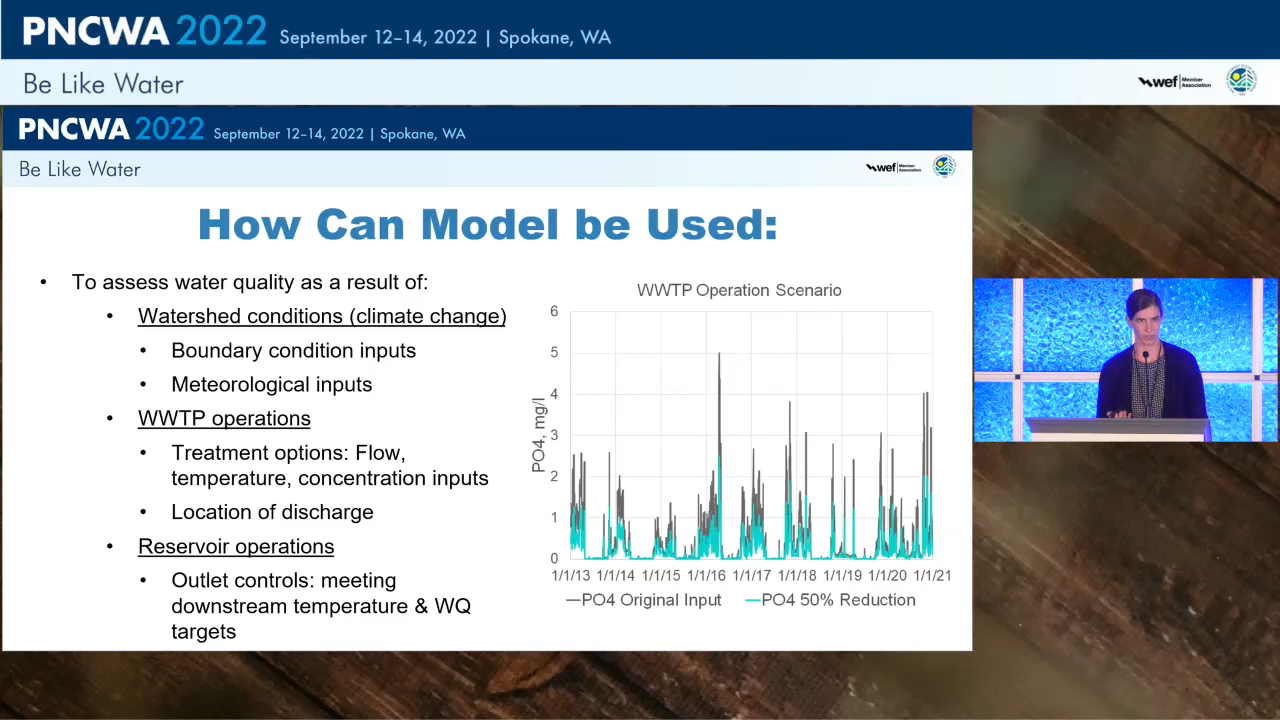 PNCWA 2022 September 12–14, 2022 | Spokane, WA
Be Like Water
wef Member Association
PNCWA 2022 September 12–14, 2022 | Spokane, WA
Be Like Water
wef Member Association
How Can Model be Used:
• To assess water quality as a result of:
• Watershed conditions (climate change)
• Boundary condition inputs
• Meteorological inputs
• WWTP operations
• Treatment options: Flow,
temperature, concentration inputs
• Location of discharge
• Reservoir operations
• Outlet controls: meeting
downstream temperature & WQ
targets
WWTP Operation Scenario
PO4, mg/l
6
5
4
3
2
1
0
1/1/13 1/1/14 1/1/15 1/1/16 1/1/17 1/1/18 1/1/19 1/1/20 1/1/21
PO4 Original Input PO4 50% Reduction